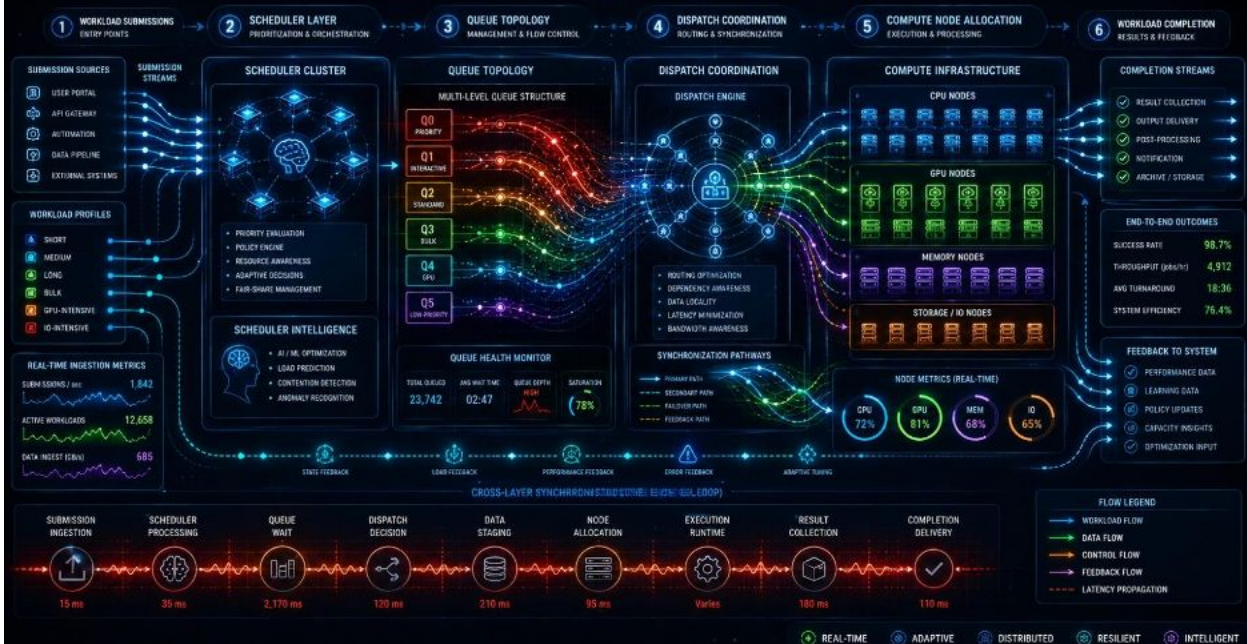 1 WORKLOAD SUBMISSIONS
ENTRY POINTS
2 SCHEDULER LAYER
PRIORITIZATION & ORCHESTRATION
3 QUEUE TOPOLOGY
MANAGEMENT & FLOW CONTROL
4 DISPATCH COORDINATION
ROUTING & SYNCHRONIZATION
5 COMPUTE NODE ALLOCATION
EXECUTION & PROCESSING
6 WORKLOAD COMPLETION
RESULTS & FEEDBACK
SUBMISSION SOURCES
USER PORTAL
API GATEWAY
AUTOMATION
DATA PIPELINE
EXTERNAL SYSTEMS
SUBMISSION
STREAMS
WORKLOAD PROFILES
SHORT
MEDIUM
LONG
BULK
GPU-INTENSIVE
IO-INTENSIVE
REAL-TIME INGESTION METRICS
SUBMISSIONS / sec 1,842
ACTIVE WORKLOADS 12,658
DATA INGEST (GB/s) 685
SCHEDULER CLUSTER
• PRIORITY EVALUATION
• POLICY ENGINE
• RESOURCE AWARENESS
• ADAPTIVE DECISIONS
• FAIR-SHARE MANAGEMENT
SCHEDULER INTELLIGENCE
• AI / ML OPTIMIZATION
• LOAD PREDICTION
• CONTENTION DETECTION
• ANOMALY RECOGNITION
QUEUE TOPOLOGY
MULTI-LEVEL QUEUE STRUCTURE
Q0
PRIORITY
Q1
INTERACTIVE
Q2
STANDARD
Q3
BULK
Q4
GPU
Q5
LOW-PRIORITY
QUEUE HEALTH MONITOR
TOTAL QUEUED
23,742
AVG WAIT TIME
02:47
QUEUE DEPTH
HIGH
SATURATION
78%
DISPATCH COORDINATION
DISPATCH ENGINE
• ROUTING OPTIMIZATION
• DEPENDENCY AWARENESS
• DATA LOCALITY
• LATENCY MINIMIZATION
• BANDWIDTH AWARENESS
SYNCHRONIZATION PATHWAYS
PRIMARY PATH
SECONDARY PATH
FAILOVER PATH
FEEDBACK PATH
COMPUTE INFRASTRUCTURE
CPU NODES
GPU NODES
MEMORY NODES
STORAGE / IO NODES
NODE METRICS (REAL-TIME)
CPU
72%
GPU
81%
MEM
68%
IO
65%
COMPLETION STREAMS
RESULT COLLECTION
OUTPUT DELIVERY
POST-PROCESSING
NOTIFICATION
ARCHIVE / STORAGE
END-TO-END OUTCOMES
SUCCESS RATE 98.7%
THROUGHPUT (jobs/hr) 4,912
AVG TURNAROUND 18:36
SYSTEM EFFICIENCY 76.4%
FEEDBACK TO SYSTEM
PERFORMANCE DATA
LEARNING DATA
POLICY UPDATES
CAPACITY INSIGHTS
OPTIMIZATION INPUT
STATE FEEDBACK
LOAD FEEDBACK
PERFORMANCE FEEDBACK
ERROR FEEDBACK
ADAPTIVE TUNING
CROSS-LAYER
SUBMISSION
INGESTION
15 ms
SCHEDULER
PROCESSING
35 ms
QUEUE
WAIT
2,170 ms
DISPATCH
DECISION
120 ms
DATA
STAGING
210 ms
NODE
ALLOCATION
95 ms
EXECUTION
RUNTIME
Varies
RESULT
COLLECTION
180 ms
COMPLETION
DELIVERY
110 ms
FLOW LEGEND
WORKLOAD FLOW
DATA FLOW
CONTROL FLOW
FEEDBACK FLOW
LATENCY PROPAGATION
REAL-TIME
ADAPTIVE
DISTRIBUTED
RESILIENT
INTELLIGENT